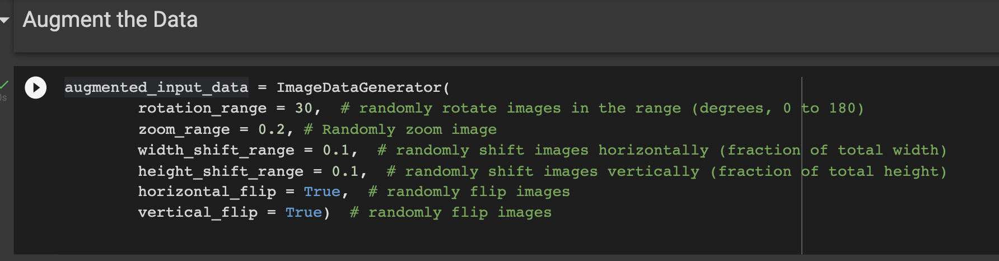 Augment the Data
augmented_input_data = ImageDataGenerator(
rotation_range = 30,  # randomly rotate images in the range (degrees, 0 to 180)
zoom_range = 0.2, # Randomly zoom image
width_shift_range = 0.1,  # randomly shift images horizontally (fraction of total width)
height_shift_range = 0.1,  # randomly shift images vertically (fraction of total height)
horizontal_flip = True,  # randomly flip images
vertical_flip = True)  # randomly flip images